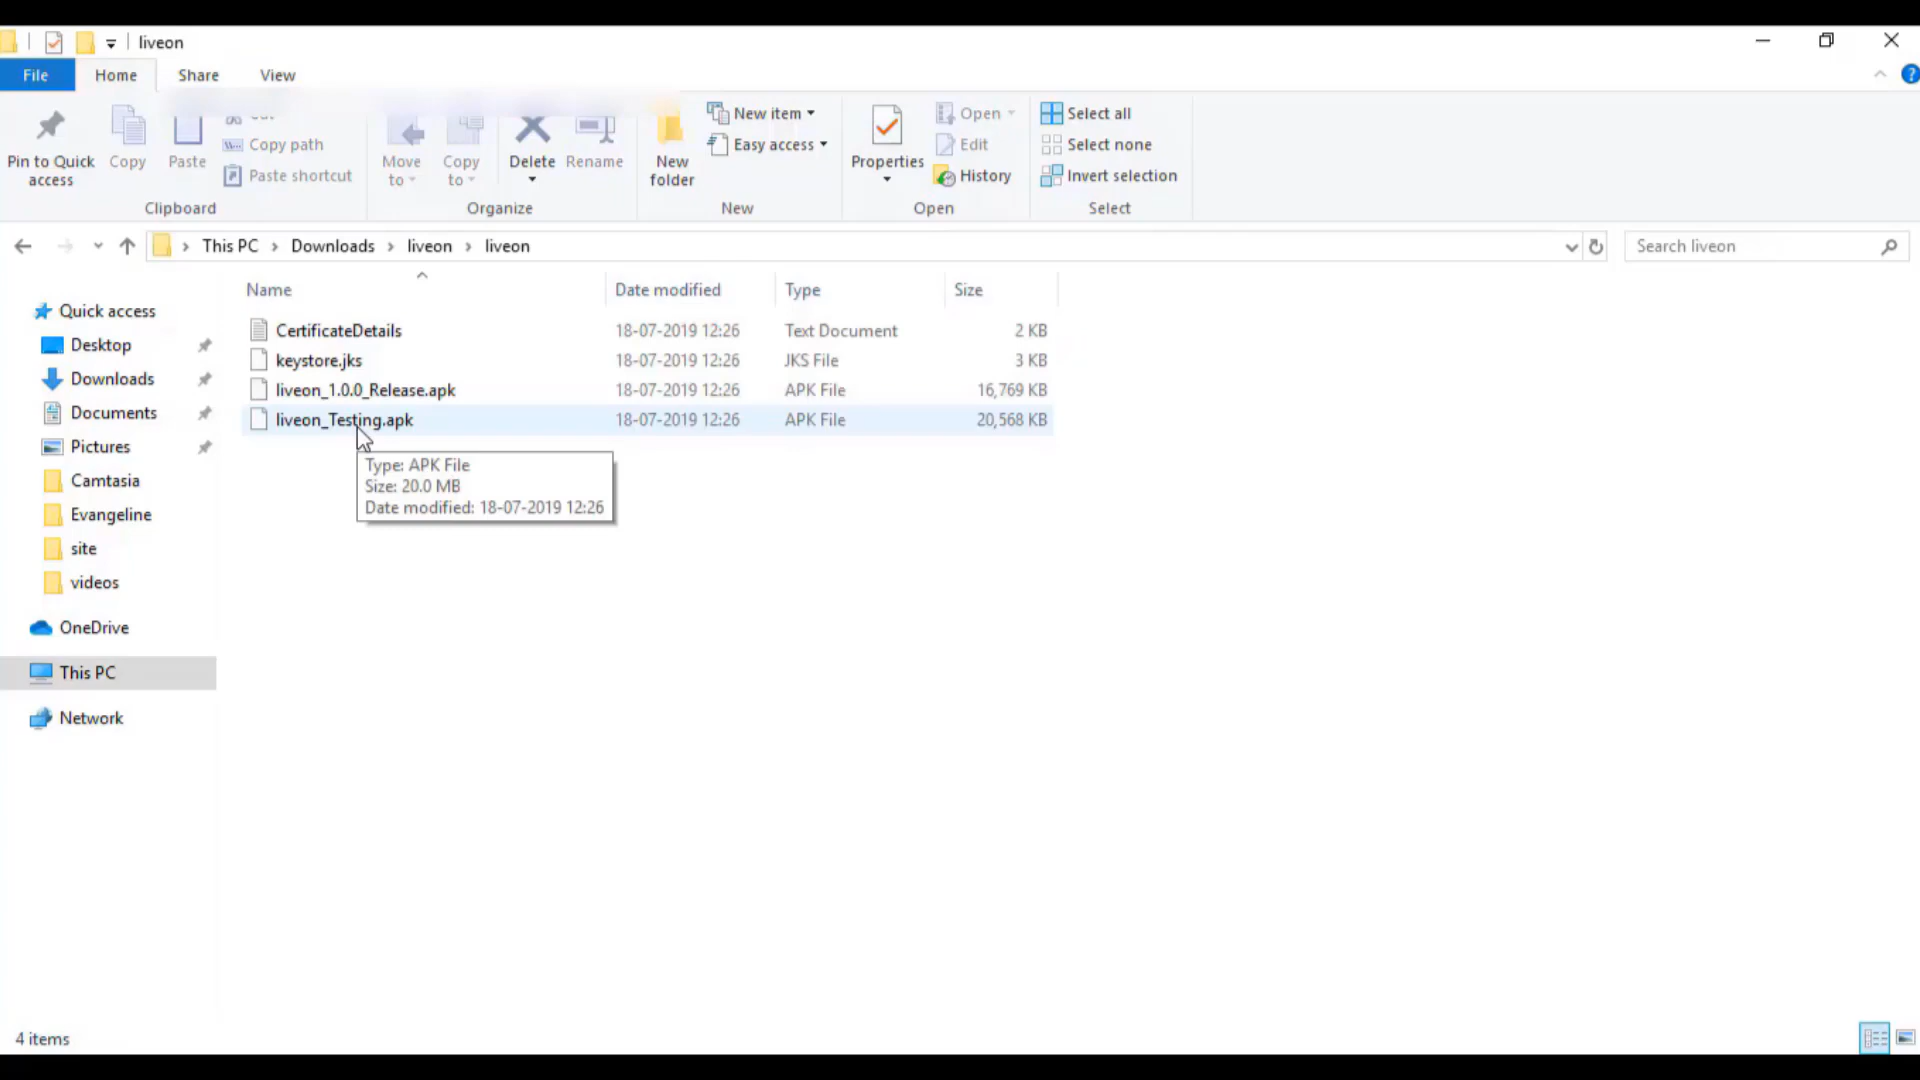 liveon
File Home Share View
Pin to Quick access
Copy
Paste
Copy path
Paste shortcut
Clipboard
Move to
Copy to
Delete
Rename
Organize
New folder
New item
Easy access
New
Properties
Open
Edit
History
Open
Select all
Select none
Invert selection
Select
This PC > Downloads > liveon > liveon
Search liveon
Name Date modified Type Size
CertificateDetails 18-07-2019 12:26 Text Document 2 KB
keystore.jks 18-07-2019 12:26 JKS File 3 KB
liveon_1.0.0_Release.apk 18-07-2019 12:26 APK File 16,769 KB
liveon_Testing.apk 18-07-2019 12:26 APK File 20,568 KB
Type: APK File
Size: 20.0 MB
Date modified: 18-07-2019 12:26
Quick access
Desktop
Downloads
Documents
Pictures
Camtasia
Evangeline
site
videos
OneDrive
This PC
Network
4 items